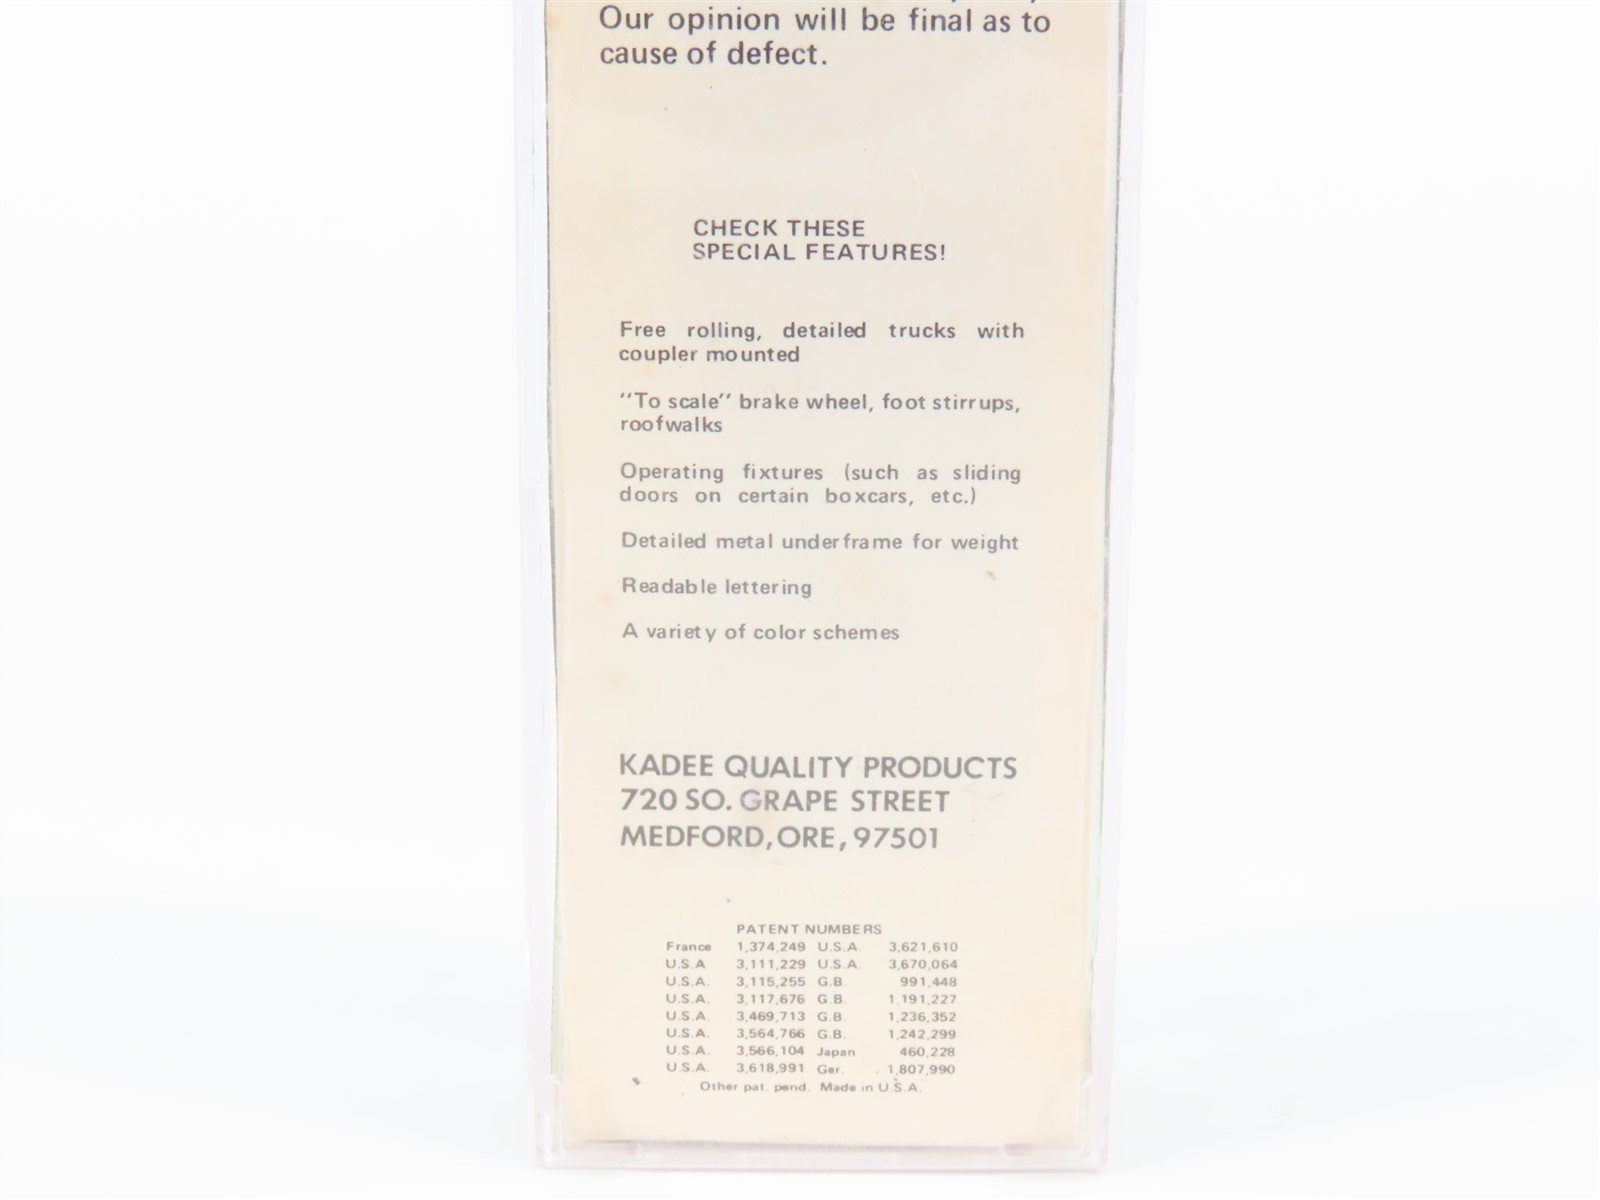 Our opinion will be final as to
cause of defect.
CHECK THESE
SPECIAL FEATURES!
Free rolling, detailed trucks with
coupler mounted
"To scale" brake wheel, foot stirrups,
roofwalks
Operating fixtures (such as sliding
doors on certain boxcars, etc.)
Detailed metal underframe for weight
Readable lettering
A variety of color schemes
KADEE QUALITY PRODUCTS
720 SO. GRAPE STREET
MEDFORD, ORE, 97501
PATENT NUMBERS
France 1,374,249 U.S.A. 3,621,610
U.S.A 3,111,229 U.S.A. 3,670,064
U.S.A. 3,115,255 G.B. 991,448
U.S.A. 3,117,676 G.B. 1,191,227
U.S.A. 3,469,713 G.B. 1,236,352
U.S.A. 3,564,766 G.B. 1,242,299
U.S.A. 3,566,104 Japan 460,228
U.S.A. 3,618,991 Ger. 1,807,990
Other pat. pend. Made in U.S.A.